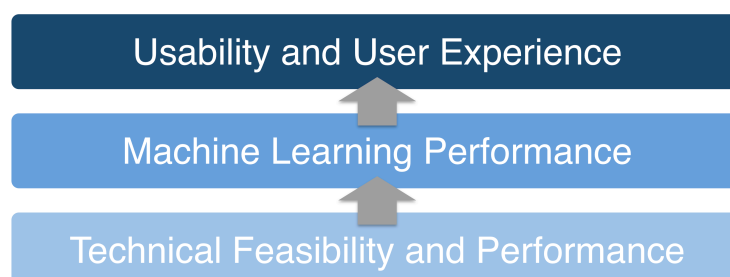 Usability and User Experience
Machine Learning Performance
Technical Feasibility and Performance